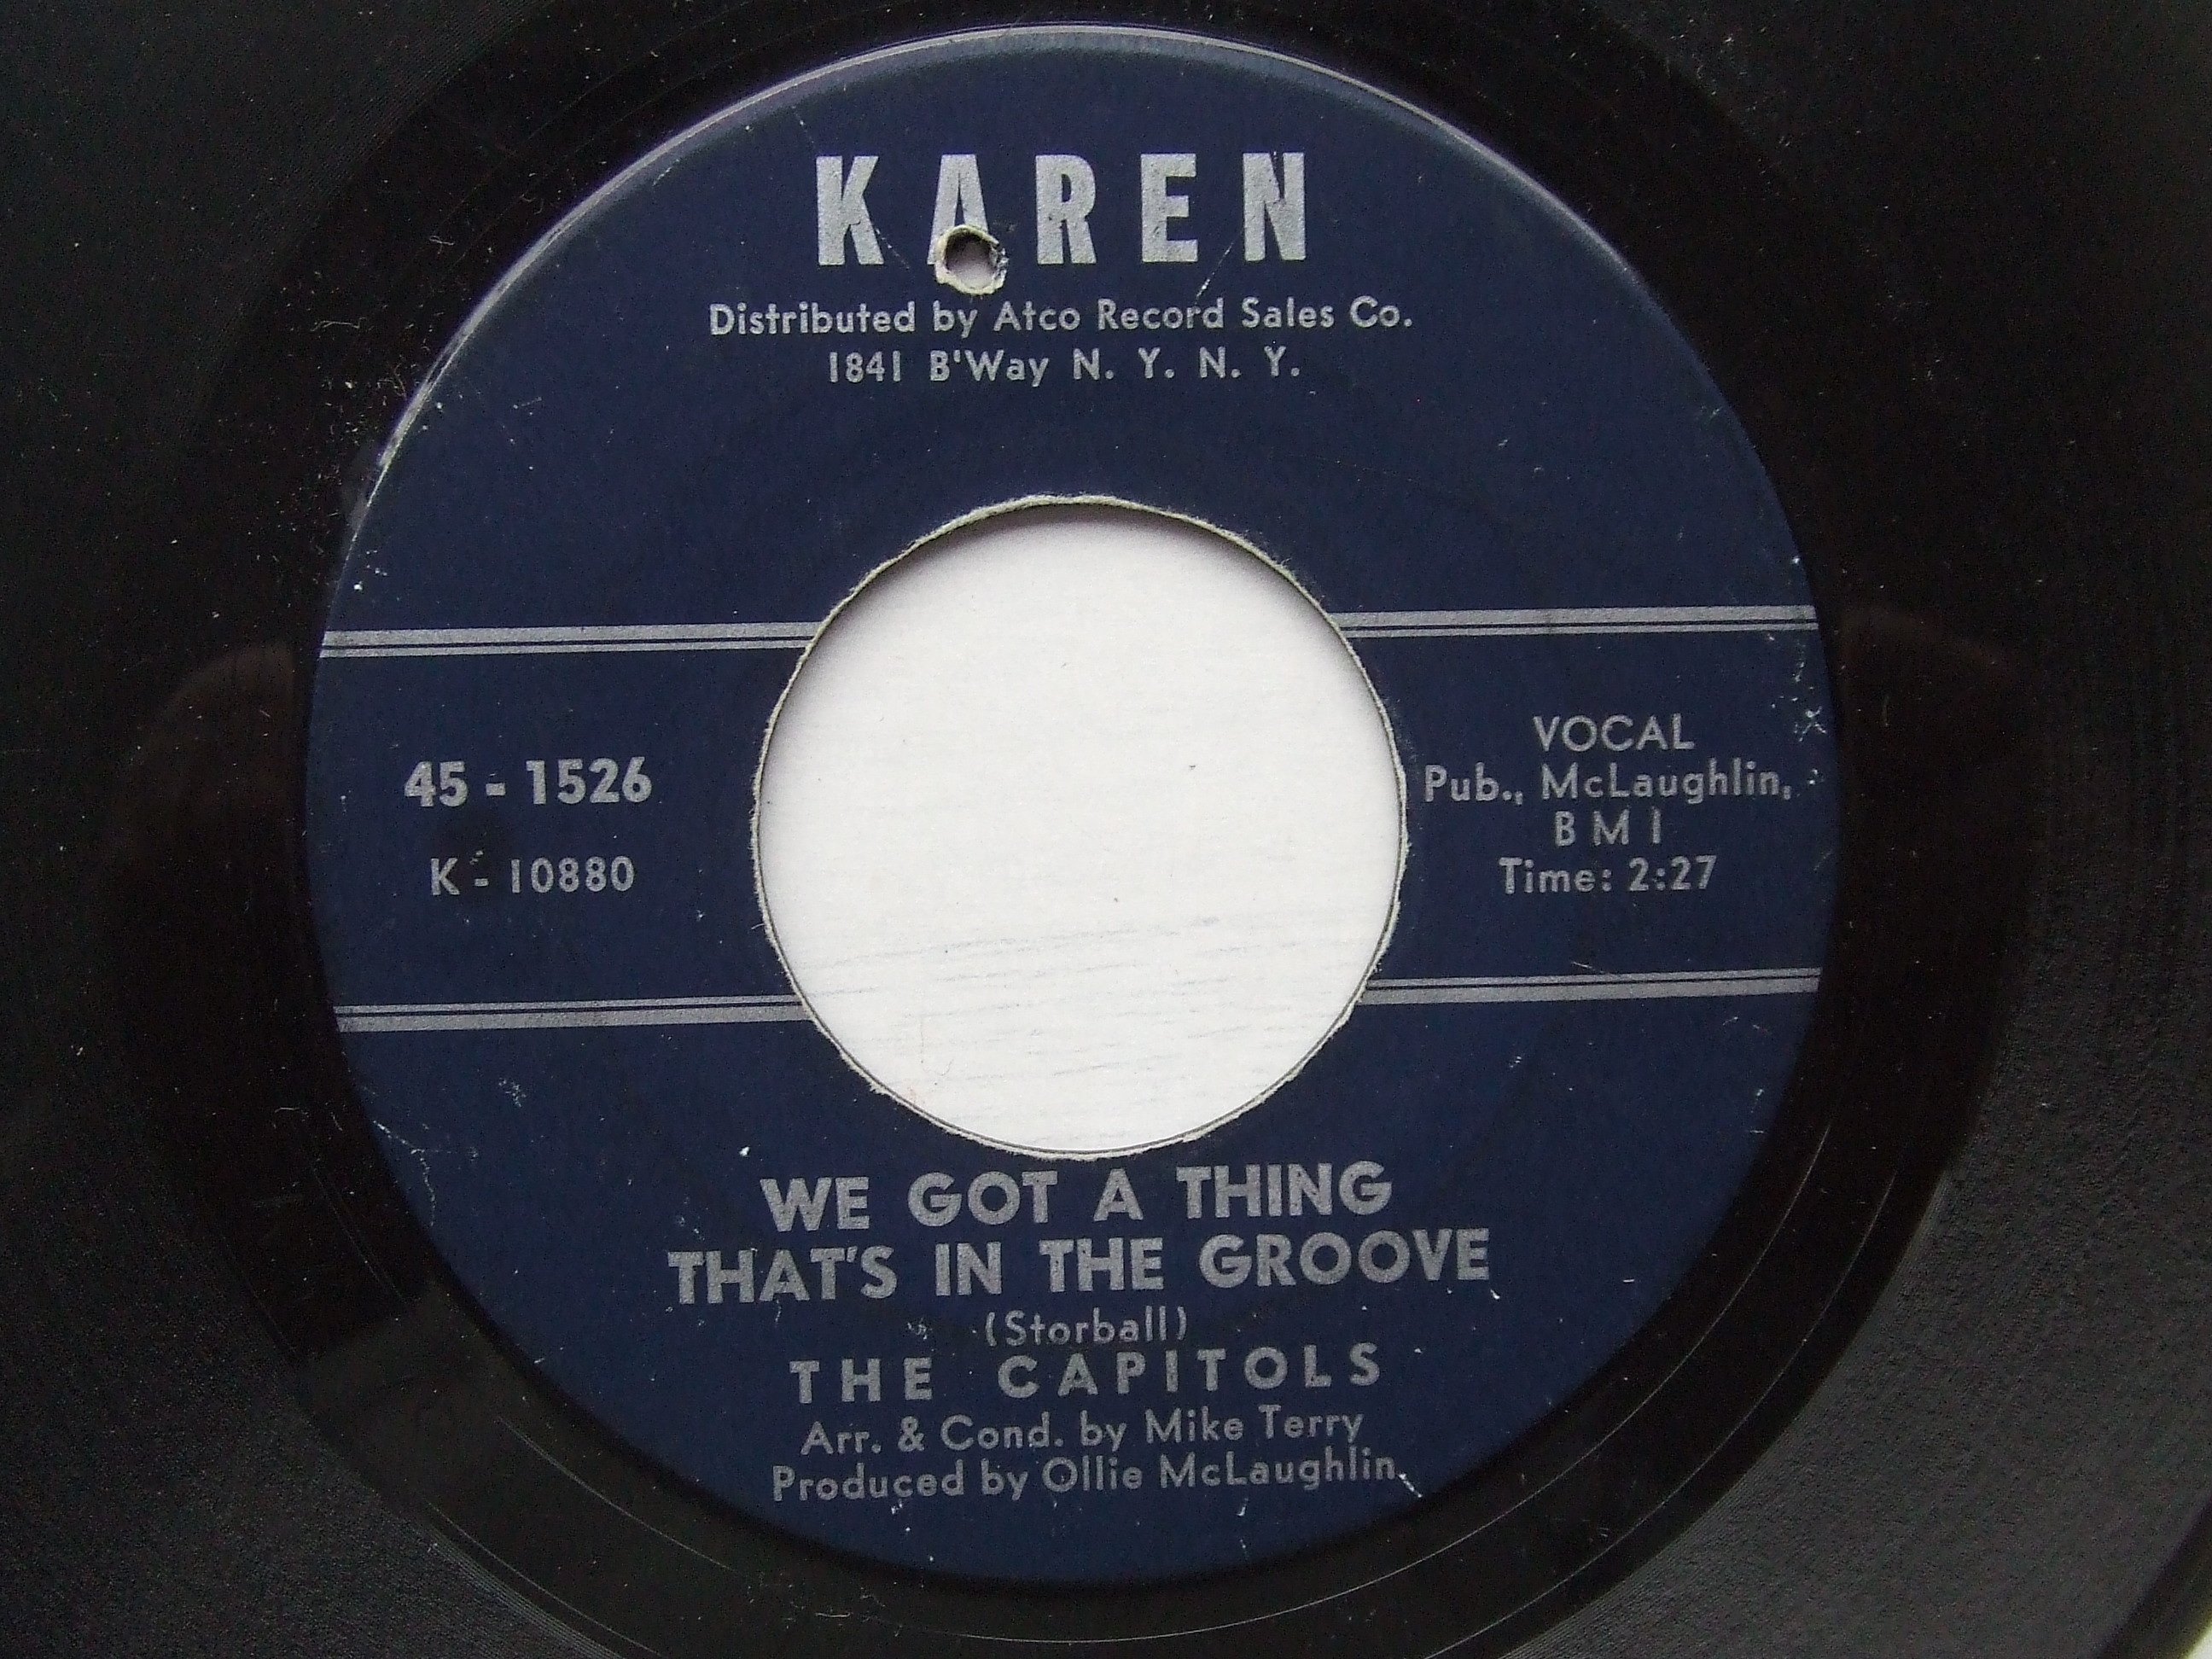 KAREN
Distributed by Atco Record Sales Co.
1841 B'Way N. Y. N. Y.
45 - 1526
K - 10880
VOCAL
Pub., McLaughlin,
BMI
Time: 2:27
WE GOT A THING
THAT'S IN THE GROOVE
(Storball)
THE CAPITOLS
Arr. & Cond. by Mike Terry
Produced by Ollie McLaughlin